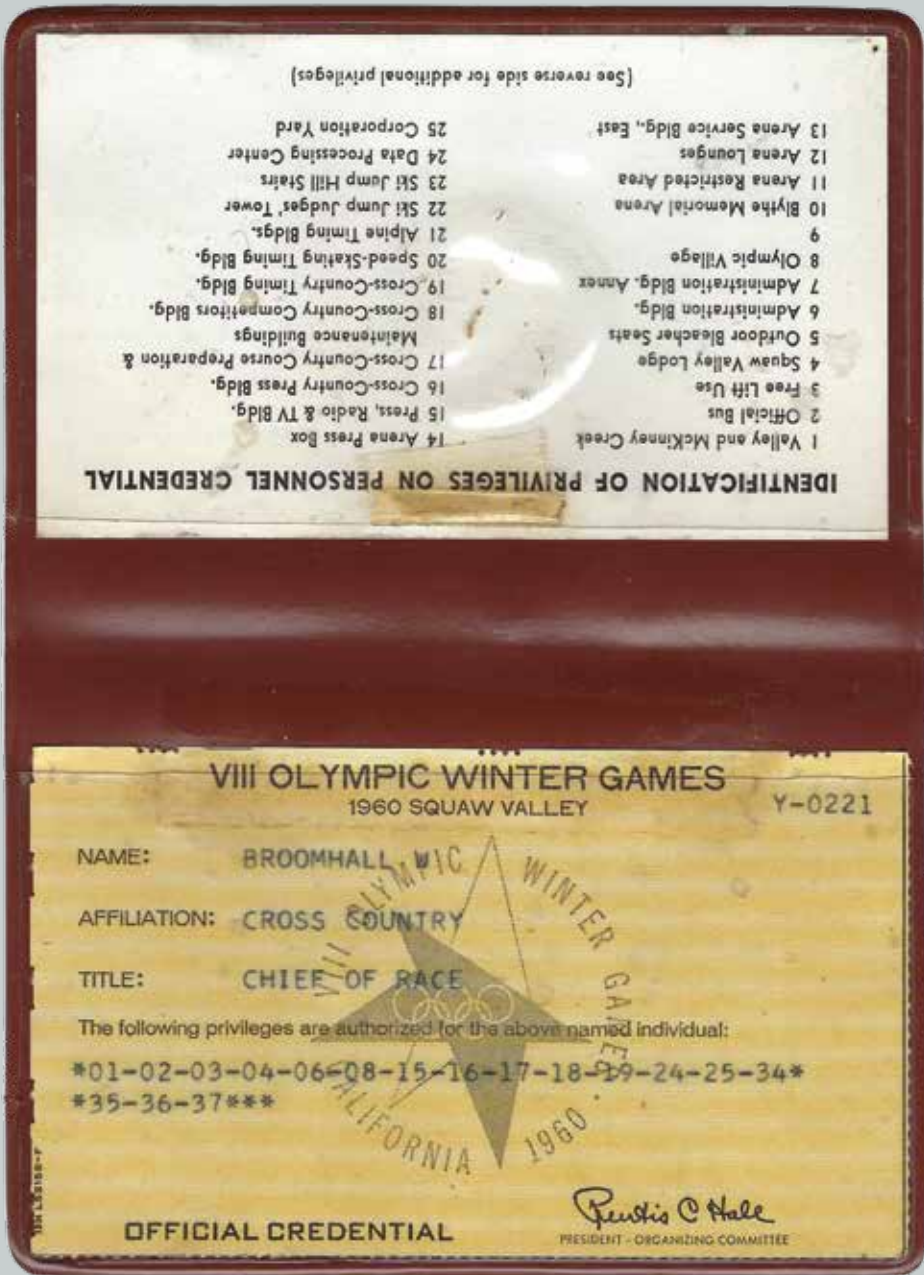 IDENTIFICATION OF PRIVILEGES ON PERSONNEL CREDENTIAL
1 Valley and McKinney Creek
2 Official Bus
3 Free Lift Use
4 Squaw Valley Lodge
5 Outdoor Bleacher Seats
6 Administration Bldg.
7 Administration Bldg. Annex
8 Olympic Village
9
10 Blythe Memorial Arena
11 Arena Restricted Area
12 Arena Lounges
13 Arena Service Bldg., East
14 Arena Press Box
15 Press, Radio & TV Bldg.
16 Cross-Country Press Bldg.
17 Cross-Country Course Preparation &
Maintenance Buildings
18 Cross-Country Competitors Bldg.
19 Cross-Country Timing Bldg.
20 Speed-Skating Timing Bldg.
21 Alpine Timing Bldgs.
22 Ski Jump Judges' Tower
23 Ski Jump Hill Stairs
24 Data Processing Center
25 Corporation Yard
(See reverse side for additional privileges)
VIII OLYMPIC WINTER GAMES
1960 SQUAW VALLEY
Y-0221
NAME: BROOMHALL W
AFFILIATION: CROSS COUNTRY
TITLE: CHIEF OF RACE
The following privileges are authorized for the above named individual:
*01-02-03-04-06-08-15-16-17-18-19-24-25-34*
*35-36-37***
VIII OLYMPIC WINTER GAMES
CALIFORNIA 1960
OFFICIAL CREDENTIAL
Prentis C Hale
PRESIDENT - ORGANIZING COMMITTEE